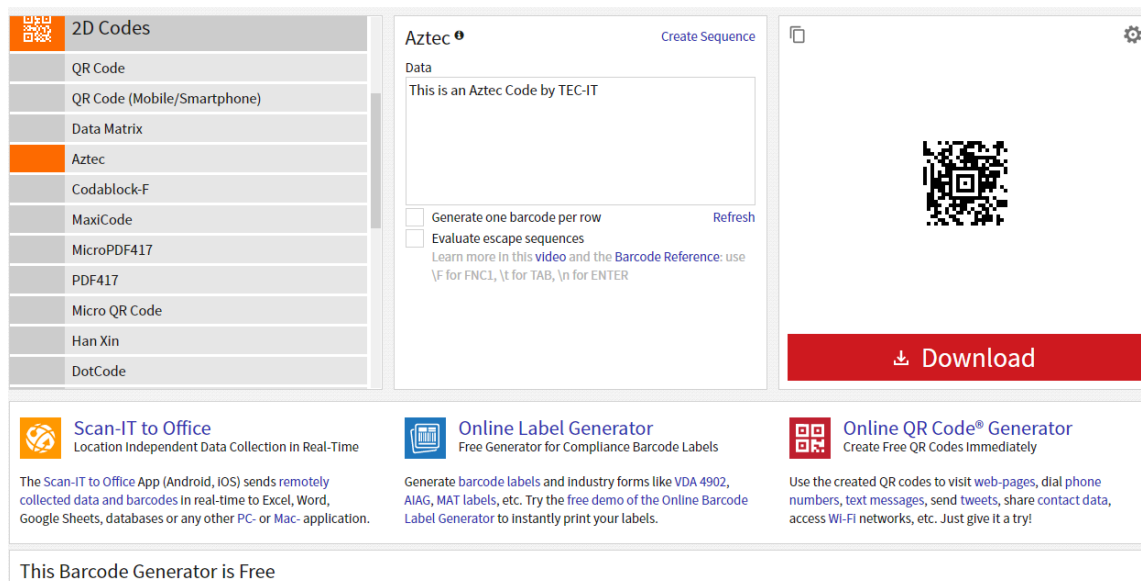 2D Codes
QR Code
QR Code (Mobile/Smartphone)
Data Matrix
Aztec
Codablock-F
MaxiCode
MicroPDF417
PDF417
Micro QR Code
Han Xin
DotCode
Aztec
Create Sequence
Data
This is an Aztec Code by TEC-IT
Generate one barcode per row
Refresh
Evaluate escape sequences
Learn more in this video and the Barcode Reference: use
\F for FNC1, \t for TAB, \n for ENTER
Download
Scan-IT to Office
Location Independent Data Collection in Real-Time
The Scan-IT to Office App (Android, iOS) sends remotely
collected data and barcodes in real-time to Excel, Word,
Google Sheets, databases or any other PC- or Mac- application.
Online Label Generator
Free Generator for Compliance Barcode Labels
Generate barcode labels and industry forms like VDA 4902,
AIAG, MAT labels, etc. Try the free demo of the Online Barcode
Label Generator to instantly print your labels.
Online QR Code® Generator
Create Free QR Codes Immediately
Use the created QR codes to visit web-pages, dial phone
numbers, text messages, send tweets, share contact data,
access Wi-Fi networks, etc. Just give it a try!
This Barcode Generator is Free